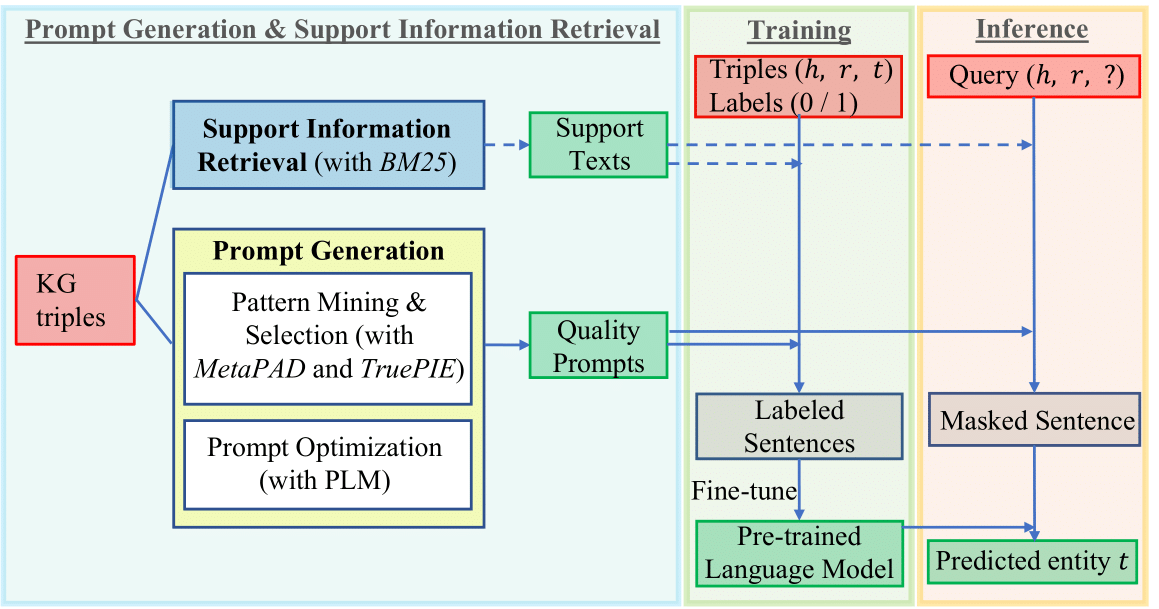 Prompt Generation & Support Information Retrieval
KG
triples
Support Information
Retrieval (with BM25)
Prompt Generation
Pattern Mining &
Selection (with
MetaPAD and TruePIE)
Prompt Optimization
(with PLM)
Support
Texts
Quality
Prompts
Training
Triples (h, r, t)
Labels (0 / 1)
Labeled
Sentences
Fine-tune
Pre-trained
Language Model
Inference
Query (h, r, ?)
Masked Sentence
Predicted entity t